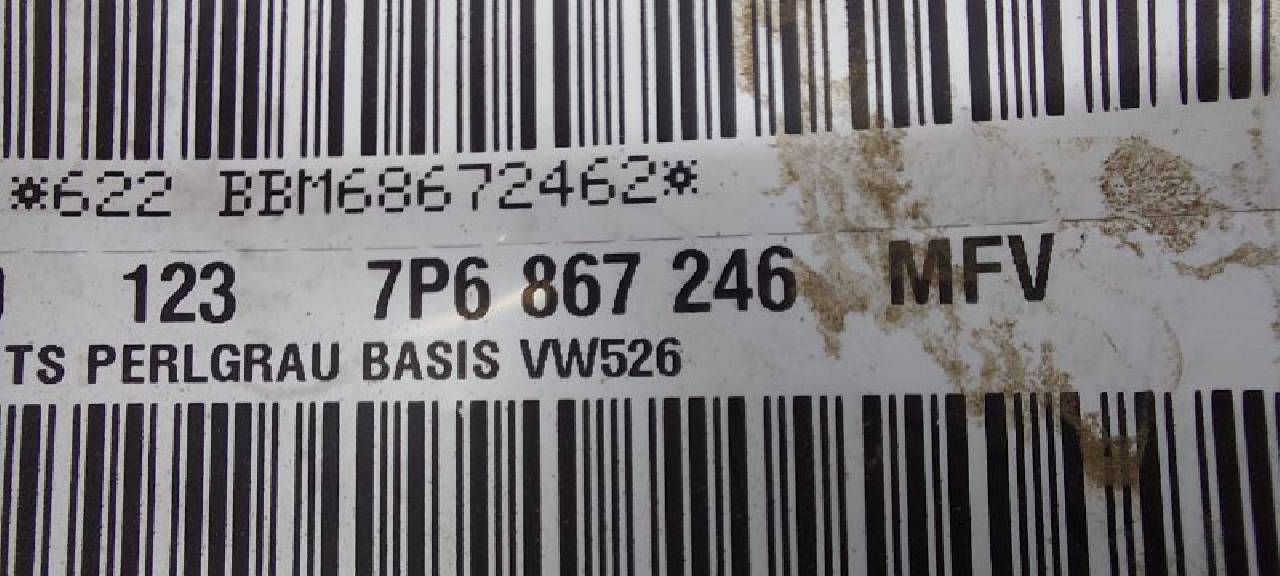 *622 BBM68672462*
123 7P6 867 246 MFV
TS PERLGRAU BASIS VW526